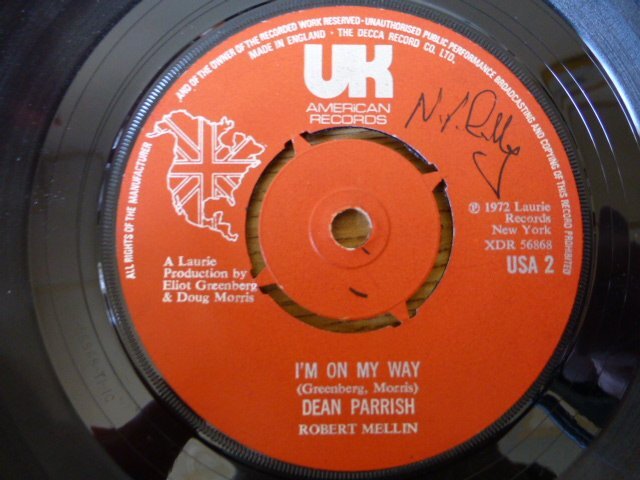 ALL RIGHTS OF THE MANUFACTURER AND OF THE OWNER OF THE RECORDED WORK RESERVED-UNAUTHORISED PUBLIC PERFORMANCE BROADCASTING AND COPYING OF THIS RECORD PROHIBITED
MADE IN ENGLAND · THE DECCA RECORD CO. LTD.
UK
AMERICAN
RECORDS
℗ 1972 Laurie
Records
New York
XDR 56868
USA 2
A Laurie
Production by
Eliot Greenberg
& Doug Morris
I'M ON MY WAY
(Greenberg, Morris)
DEAN PARRISH
ROBERT MELLIN